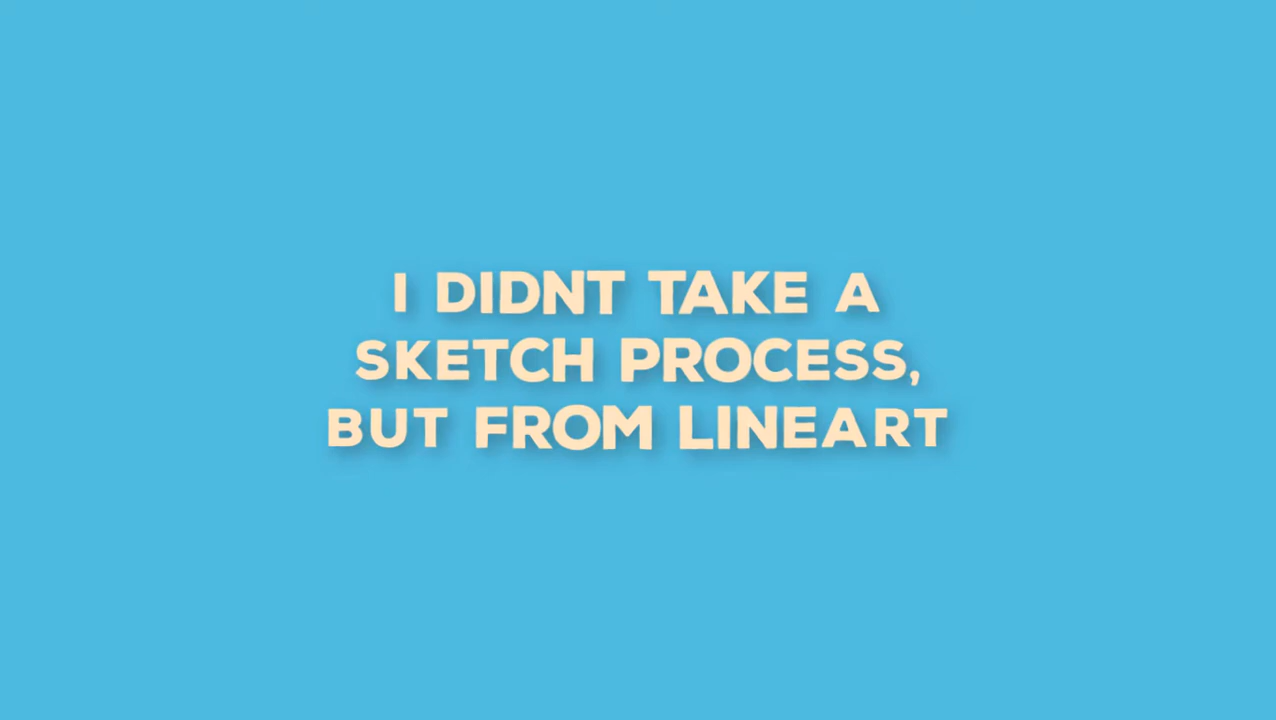 I DIDNT TAKE A
SKETCH PROCESS,
BUT FROM LINEART